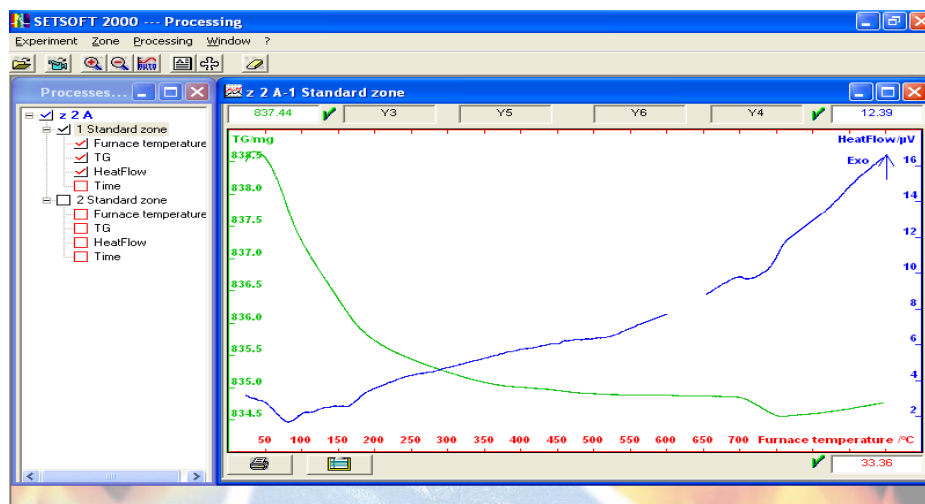 SETSOFT 2000 --- Processing
Experiment Zone Processing Window ?
AUTO
Processes...
z 2 A
1 Standard zone
Furnace temperature
TG
HeatFlow
Time
2 Standard zone
Furnace temperature
TG
HeatFlow
Time
z 2 A-1 Standard zone
837.44 Y3 Y5 Y6 Y4 12.39
TG/mg HeatFlow/µV
838.5 Exo 16
838.0 14
837.5 12
837.0 10
836.5 8
836.0 6
835.5 4
835.0 2
834.5
50 100 150 200 250 300 350 400 450 500 550 600 650 700 Furnace temperature /°C
33.36